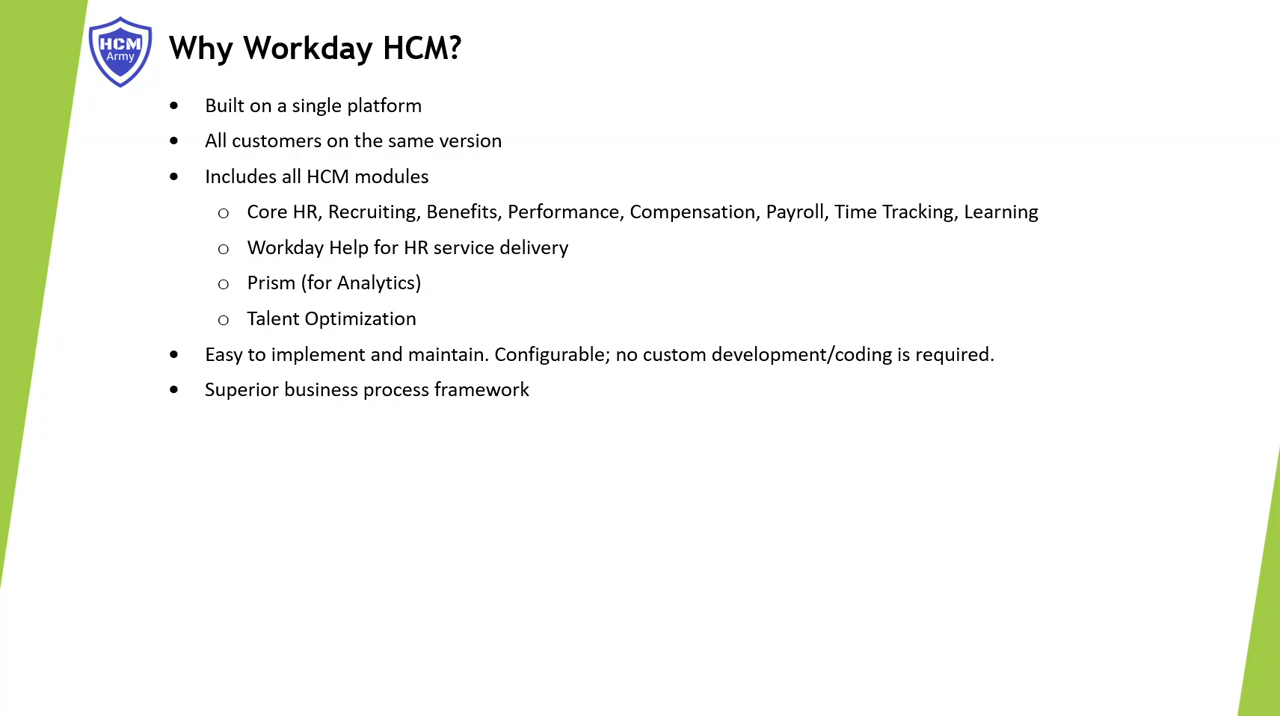 HCM
Army
Why Workday HCM?
• Built on a single platform
• All customers on the same version
• Includes all HCM modules
o Core HR, Recruiting, Benefits, Performance, Compensation, Payroll, Time Tracking, Learning
o Workday Help for HR service delivery
o Prism (for Analytics)
o Talent Optimization
• Easy to implement and maintain. Configurable; no custom development/coding is required.
• Superior business process framework